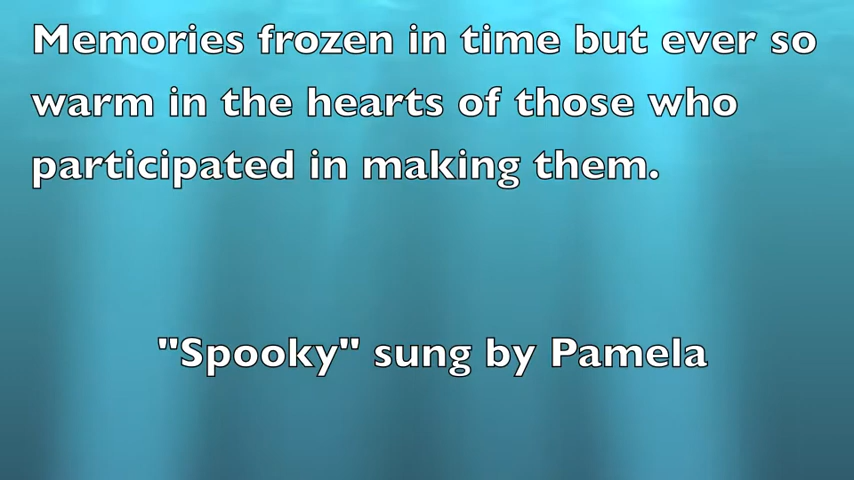 Memories frozen in time but ever so
warm in the hearts of those who
participated in making them.
"Spooky" sung by Pamela